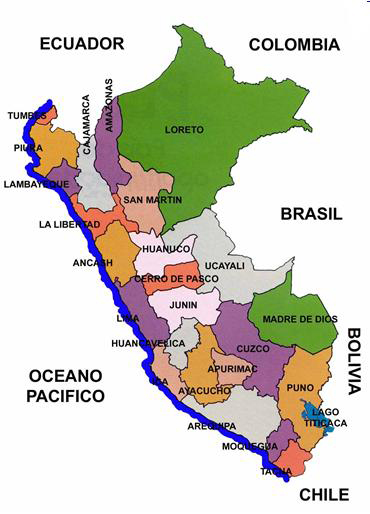 ECUADOR
COLOMBIA
TUMBES
CAJAMARCA
AMAZONAS
LORETO
PIURA
LAMBAYEQUE
SAN MARTIN
LA LIBERTAD
BRASIL
HUANUCO
ANCASH
UCAYALI
CERRO DE PASCO
JUNIN
LIMA
MADRE DE DIOS
HUANCAVELICA
CUZCO
BOLIVIA
OCEANO
PACIFICO
ICA
APURIMAC
AYACUCHO
PUNO
LAGO
TITICACA
AREQUIPA
MOQUEGUA
TACNA
CHILE